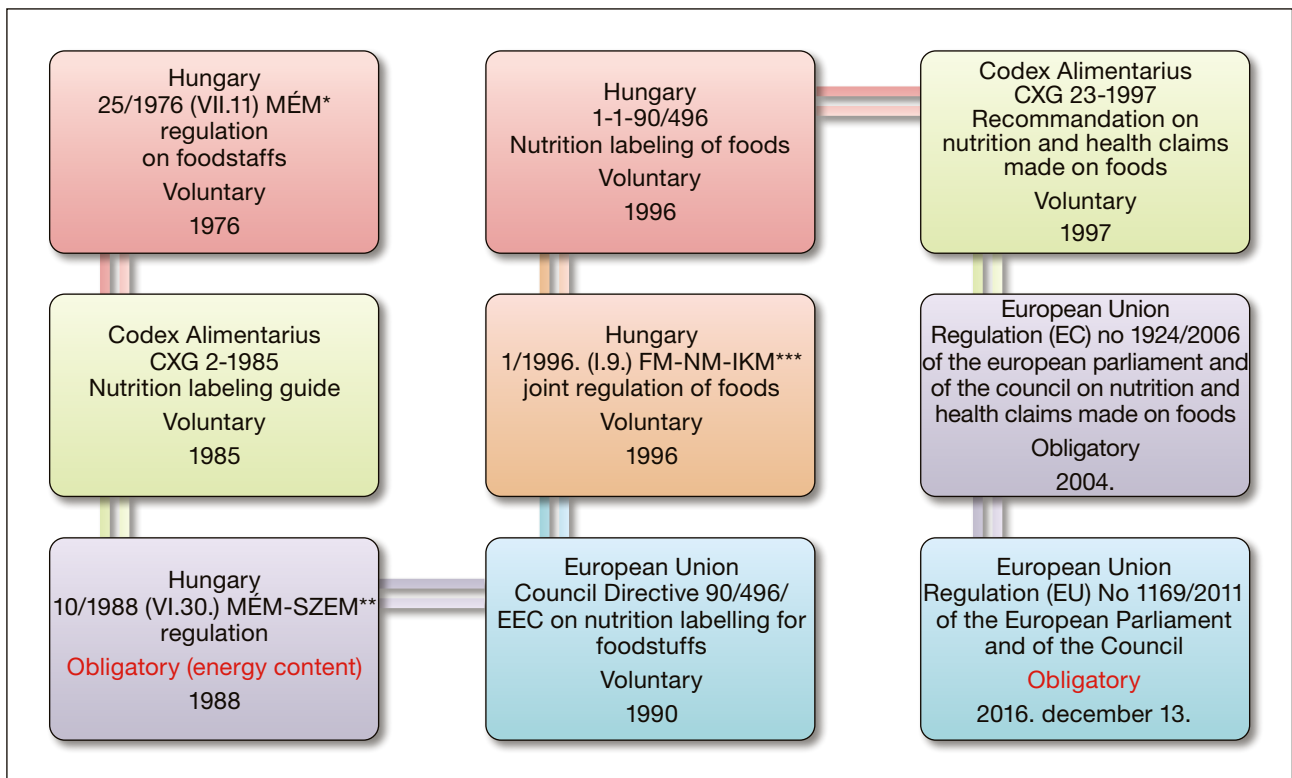 Hungary
25/1976 (VII.11) MÉM*
regulation
on foodstaffs
Voluntary
1976
Codex Alimentarius
CXG 2-1985
Nutrition labeling guide
Voluntary
1985
Hungary
10/1988 (VI.30.) MÉM-SZEM**
regulation
Obligatory (energy content)
1988
European Union
Council Directive 90/496/
EEC on nutrition labelling for
foodstuffs
Voluntary
1990
Hungary
1/1996. (I.9.) FM-NM-IKM***
joint regulation of foods
Voluntary
1996
Hungary
1-1-90/496
Nutrition labeling of foods
Voluntary
1996
Codex Alimentarius
CXG 23-1997
Recommandation on
nutrition and health claims
made on foods
Voluntary
1997
European Union
Regulation (EC) no 1924/2006
of the european parliament and
of the council on nutrition and
health claims made on foods
Obligatory
2004.
European Union
Regulation (EU) No 1169/2011
of the European Parliament
and of the Council
Obligatory
2016. december 13.